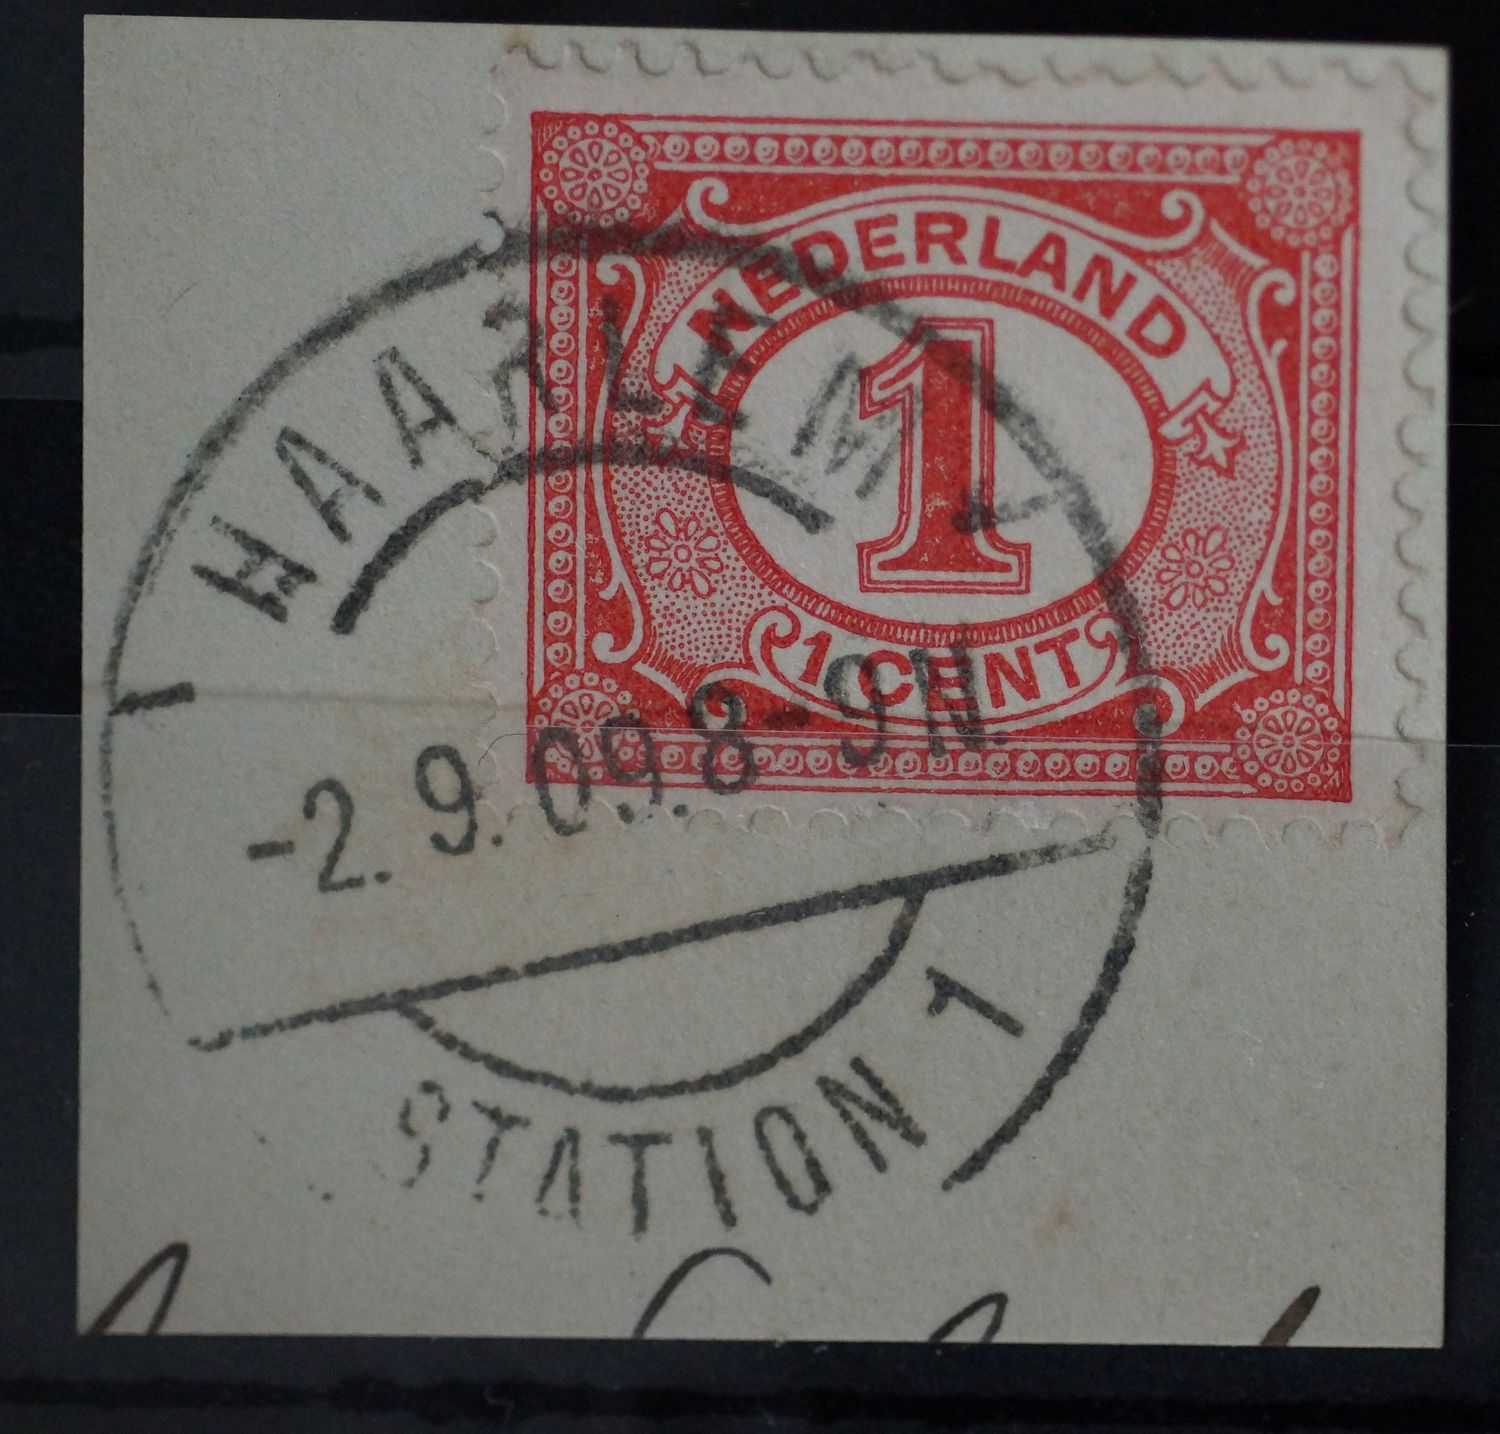 NEDERLAND
1
1 CENT
HAARLEM
-2. 9. 09. 8-9N.
STATION 1